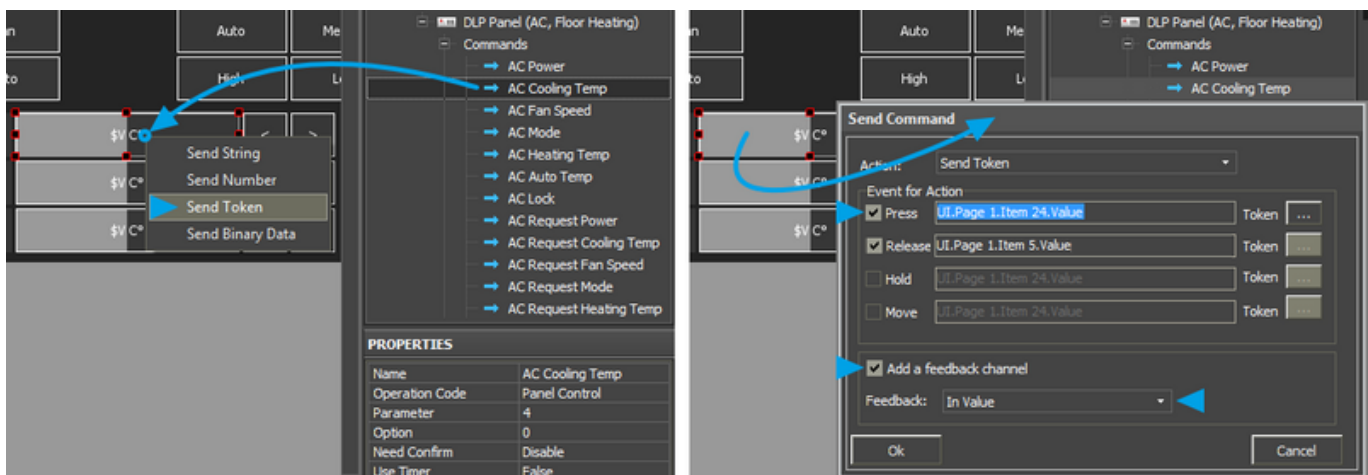 Auto
Me
High
$V C°
<
>
$V C°
$V C°
Send String
Send Number
Send Token
Send Binary Data
DLP Panel (AC, Floor Heating)
Commands
AC Power
AC Cooling Temp
AC Fan Speed
AC Mode
AC Heating Temp
AC Auto Temp
AC Lock
AC Request Power
AC Request Cooling Temp
AC Request Fan Speed
AC Request Mode
AC Request Heating Temp
PROPERTIES
Name AC Cooling Temp
Operation Code Panel Control
Parameter 4
Option 0
Need Confirm Disable
Use Timer False
Auto
Me
High
$V C°
$V C°
$V C°
DLP Panel (AC, Floor Heating)
Commands
AC Power
AC Cooling Temp
Send Command
Action: Send Token
Event for Action
Press UI.Page 1.Item 24.Value Token ...
Release UI.Page 1.Item 5.Value Token ...
Hold UI.Page 1.Item 24.Value Token ...
Move UI.Page 1.Item 24.Value Token ...
Add a feedback channel
Feedback: In Value
Ok
Cancel